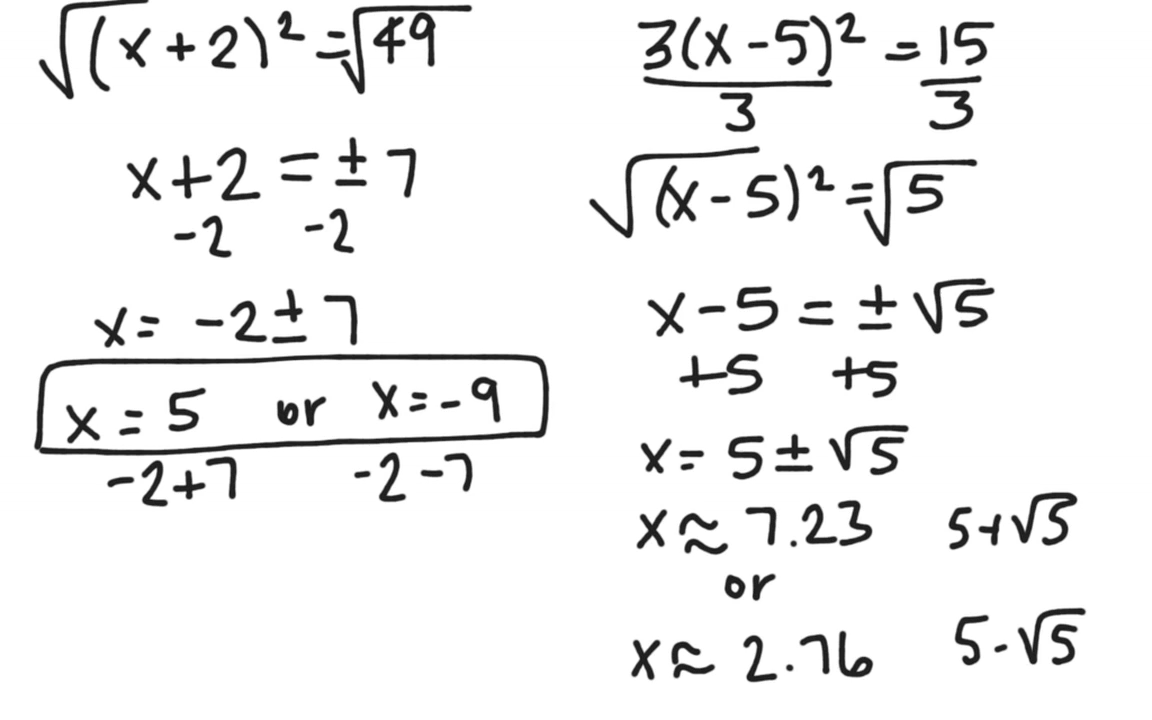 √(x+2)² = √49
x+2 = ±7
-2 -2
x = -2 ± 7
x = 5 or x = -9
-2+7 -2-7
3(x-5)² = 15
3 3
√(x-5)² = √5
x-5 = ±√5
+5 +5
x = 5 ± √5
x ≈ 7.23 5+√5
or
x ≈ 2.76 5-√5